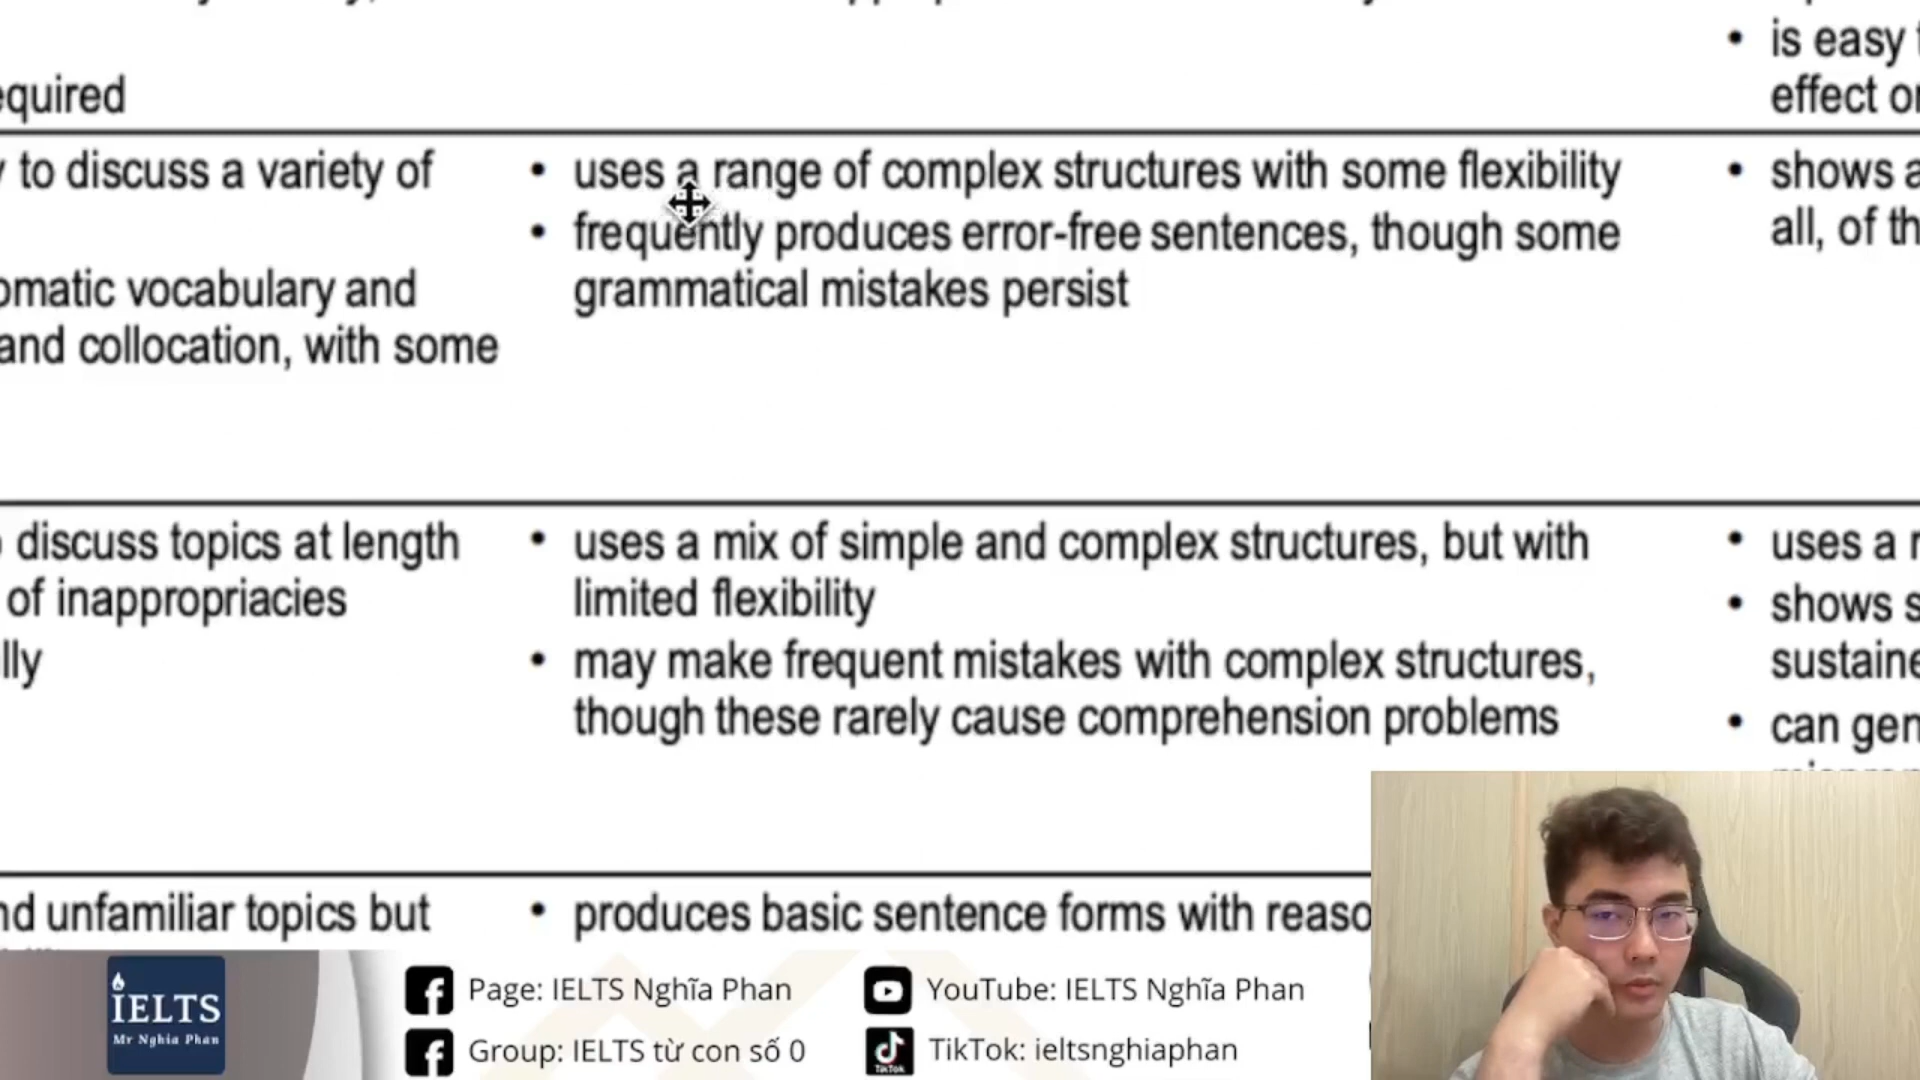 equired
is easy
effect
to discuss a variety of
omatic vocabulary and
and collocation, with some
• uses a range of complex structures with some flexibility
• frequently produces error-free sentences, though some
grammatical mistakes persist
• shows a
all, of th
discuss topics at length
of inappropriacies
lly
• uses a mix of simple and complex structures, but with
limited flexibility
• may make frequent mistakes with complex structures,
though these rarely cause comprehension problems
• uses a
• shows s
sustaine
• can gen
nd unfamiliar topics but
• produces basic sentence forms with reaso
IELTS
Mr Nghia Phan
Page: IELTS Nghĩa Phan
Group: IELTS từ con số 0
YouTube: IELTS Nghĩa Phan
TikTok
TikTok: ieltsnghiaphan